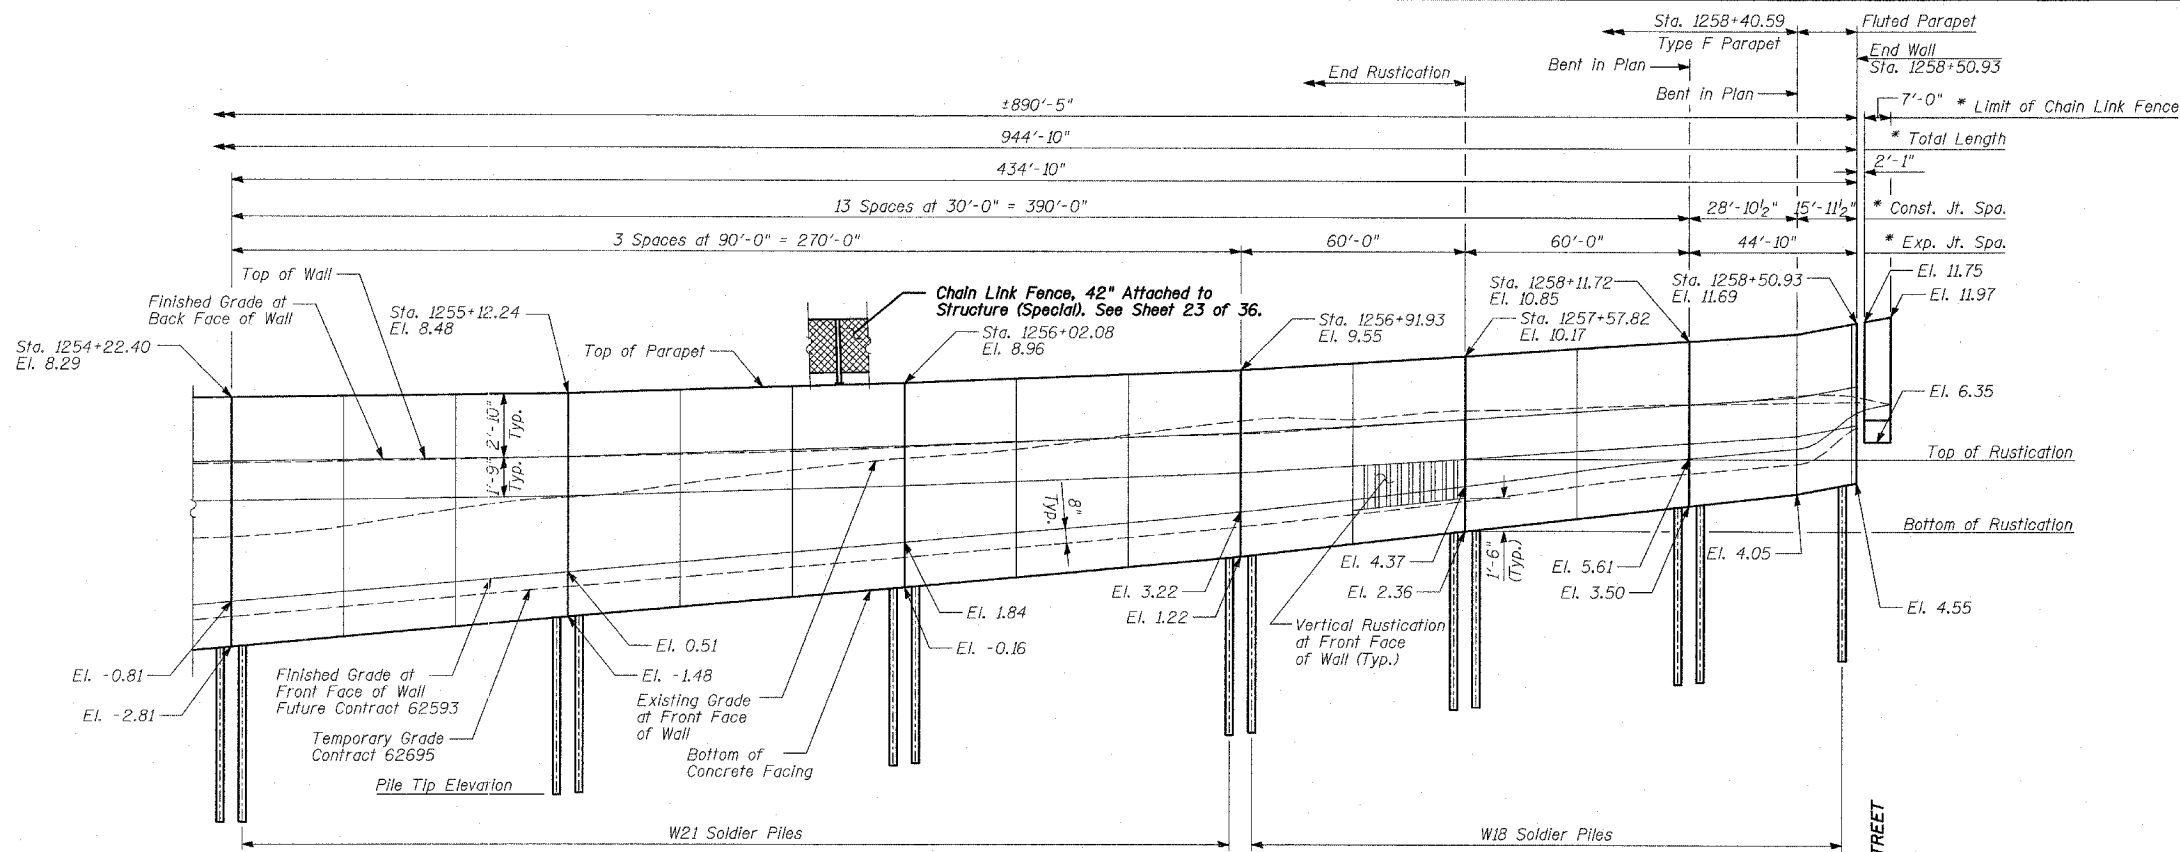 Sta. 1258+40.59
Fluted Parapet
Type F Parapet
End Wall
Sta. 1258+50.93
Bent in Plan
End Rustication
Bent in Plan
±890'-5"
7'-0" * Limit of Chain Link Fence
944'-10"
* Total Length
434'-10"
2'-1"
13 Spaces at 30'-0" = 390'-0"
28'-10½"
15'-11½"
* Const. Jt. Spa.
3 Spaces at 90'-0" = 270'-0"
60'-0"
60'-0"
44'-10"
* Exp. Jt. Spa.
Top of Wall
El. 11.75
Finished Grade at
Back Face of Wall
Sta. 1255+12.24
El. 8.48
Chain Link Fence, 42" Attached to
Structure (Special). See Sheet 23 of 36.
Sta. 1258+11.72
El. 10.85
Sta. 1258+50.93
El. 11.69
El. 11.97
Sta. 1254+22.40
El. 8.29
Top of Parapet
Sta. 1256+02.08
El. 8.96
Sta. 1256+91.93
El. 9.55
Sta. 1257+57.82
El. 10.17
2'-10"
Typ.
El. 6.35
1'-9"
Typ.
Top of Rustication
8"
Typ.
Bottom of Rustication
El. 4.37
1'-6"
(Typ.)
El. 5.61
El. 4.05
El. 3.22
El. 2.36
El. 3.50
El. 1.84
El. 1.22
El. 4.55
Vertical Rustication
at Front Face
of Wall (Typ.)
El. 0.51
El. -0.16
El. -0.81
Finished Grade at
Front Face of Wall
Future Contract 62593
El. -1.48
Existing Grade
at Front Face
of Wall
El. -2.81
Temporary Grade
Contract 62695
Bottom of
Concrete Facing
Pile Tip Elevation
W21 Soldier Piles
W18 Soldier Piles
TREET